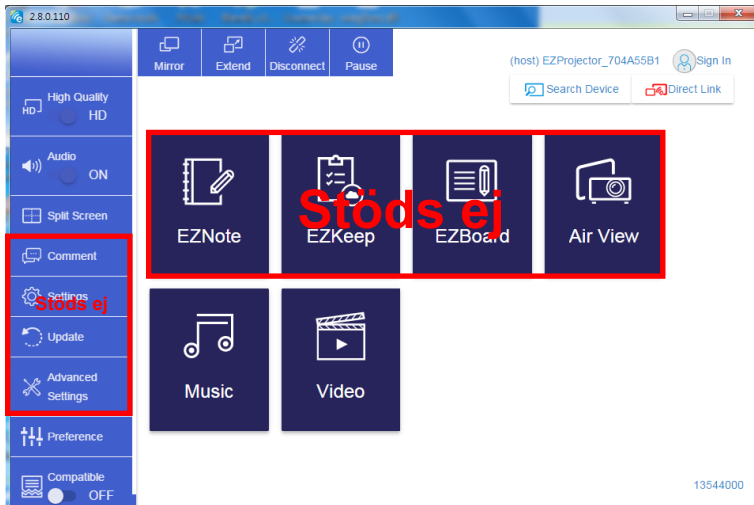 2.8.0.110
Mirror
Extend
Disconnect
Pause
(host) EZProjector_704A55B1
Sign In
Search Device
Direct Link
High Quality
HD
HD
Audio
ON
Split Screen
Comment
Settings
Stöds ej
Update
Advanced
Settings
Preference
Compatible
OFF
EZNote
EZKeep
EZBoard
Air View
Stöds ej
Music
Video
13544000